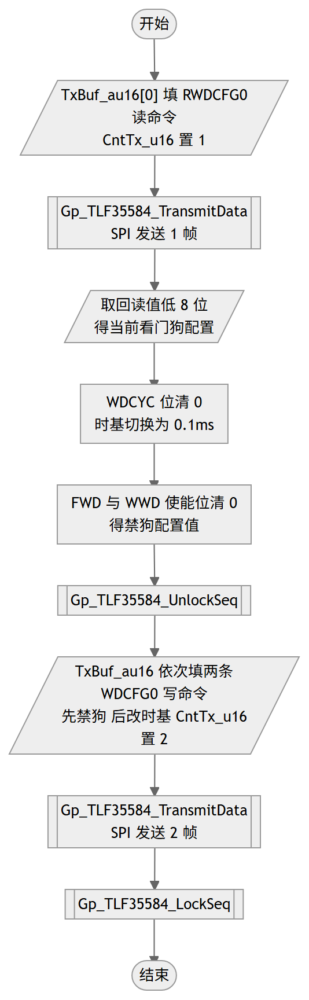 开始
TxBuf_au16[0] 填 RWDCFG0
读命令
CntTx_u16 置 1
Gp_TLF35584_TransmitData
SPI 发送 1 帧
取回读值低 8 位
得当前看门狗配置
WDCYC 位清 0
时基切换为 0.1ms
FWD 与 WWD 使能位清 0
得禁狗配置值
Gp_TLF35584_UnlockSeq
TxBuf_au16 依次填两条
WDCFG0 写命令
先禁狗 后改时基 CntTx_u16
置 2
Gp_TLF35584_TransmitData
SPI 发送 2 帧
Gp_TLF35584_LockSeq
结束